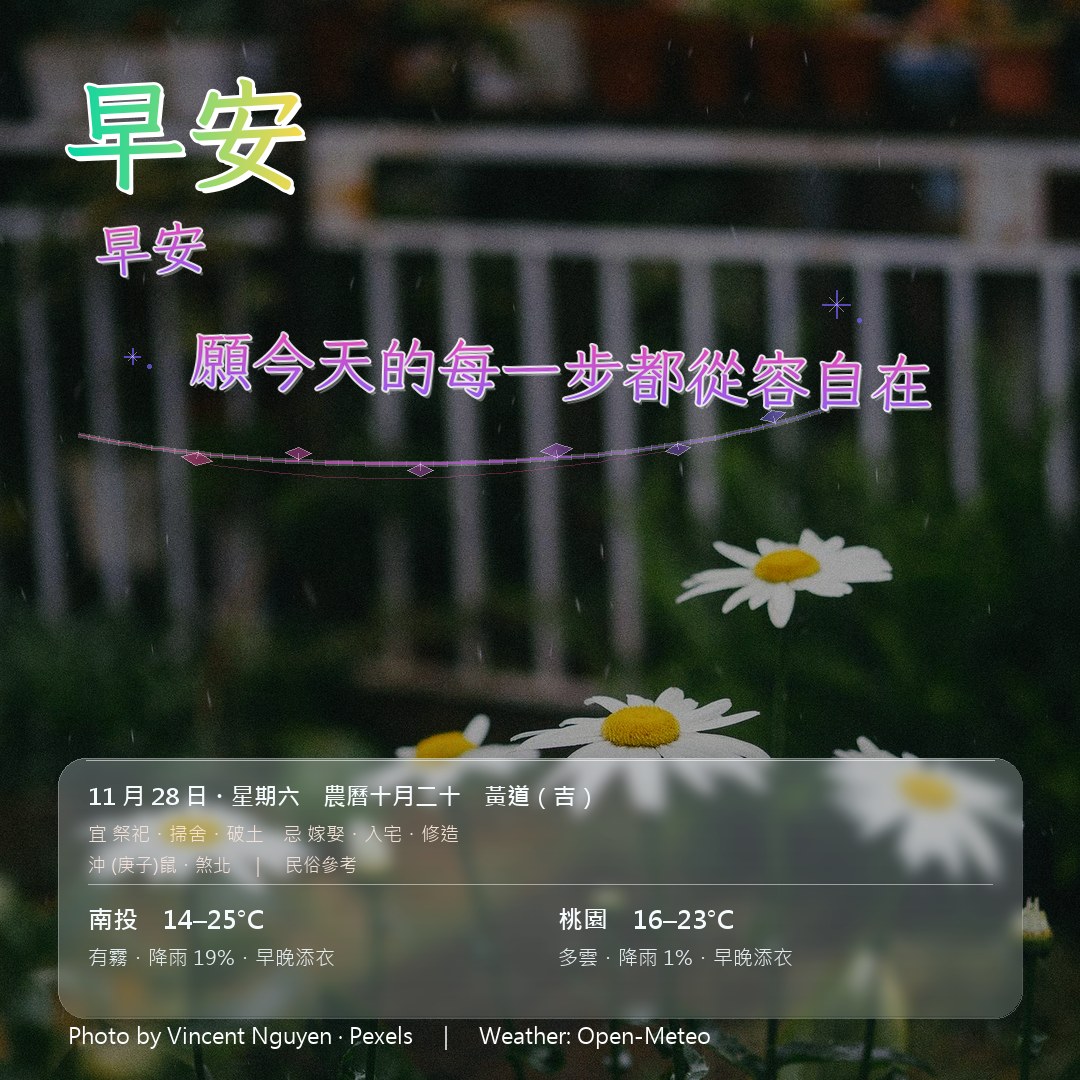 早安
早安
願今天的每一步都從容自在
11 月 28 日・星期六　農曆十月二十　黃道（吉）
宜 祭祀・掃舍・破土　忌 嫁娶・入宅・修造
沖 (庚子)鼠・煞北　|　民俗參考
南投　14–25°C
有霧・降雨 19%・早晚添衣
桃園　16–23°C
多雲・降雨 1%・早晚添衣
Photo by Vincent Nguyen · Pexels　|　Weather: Open-Meteo